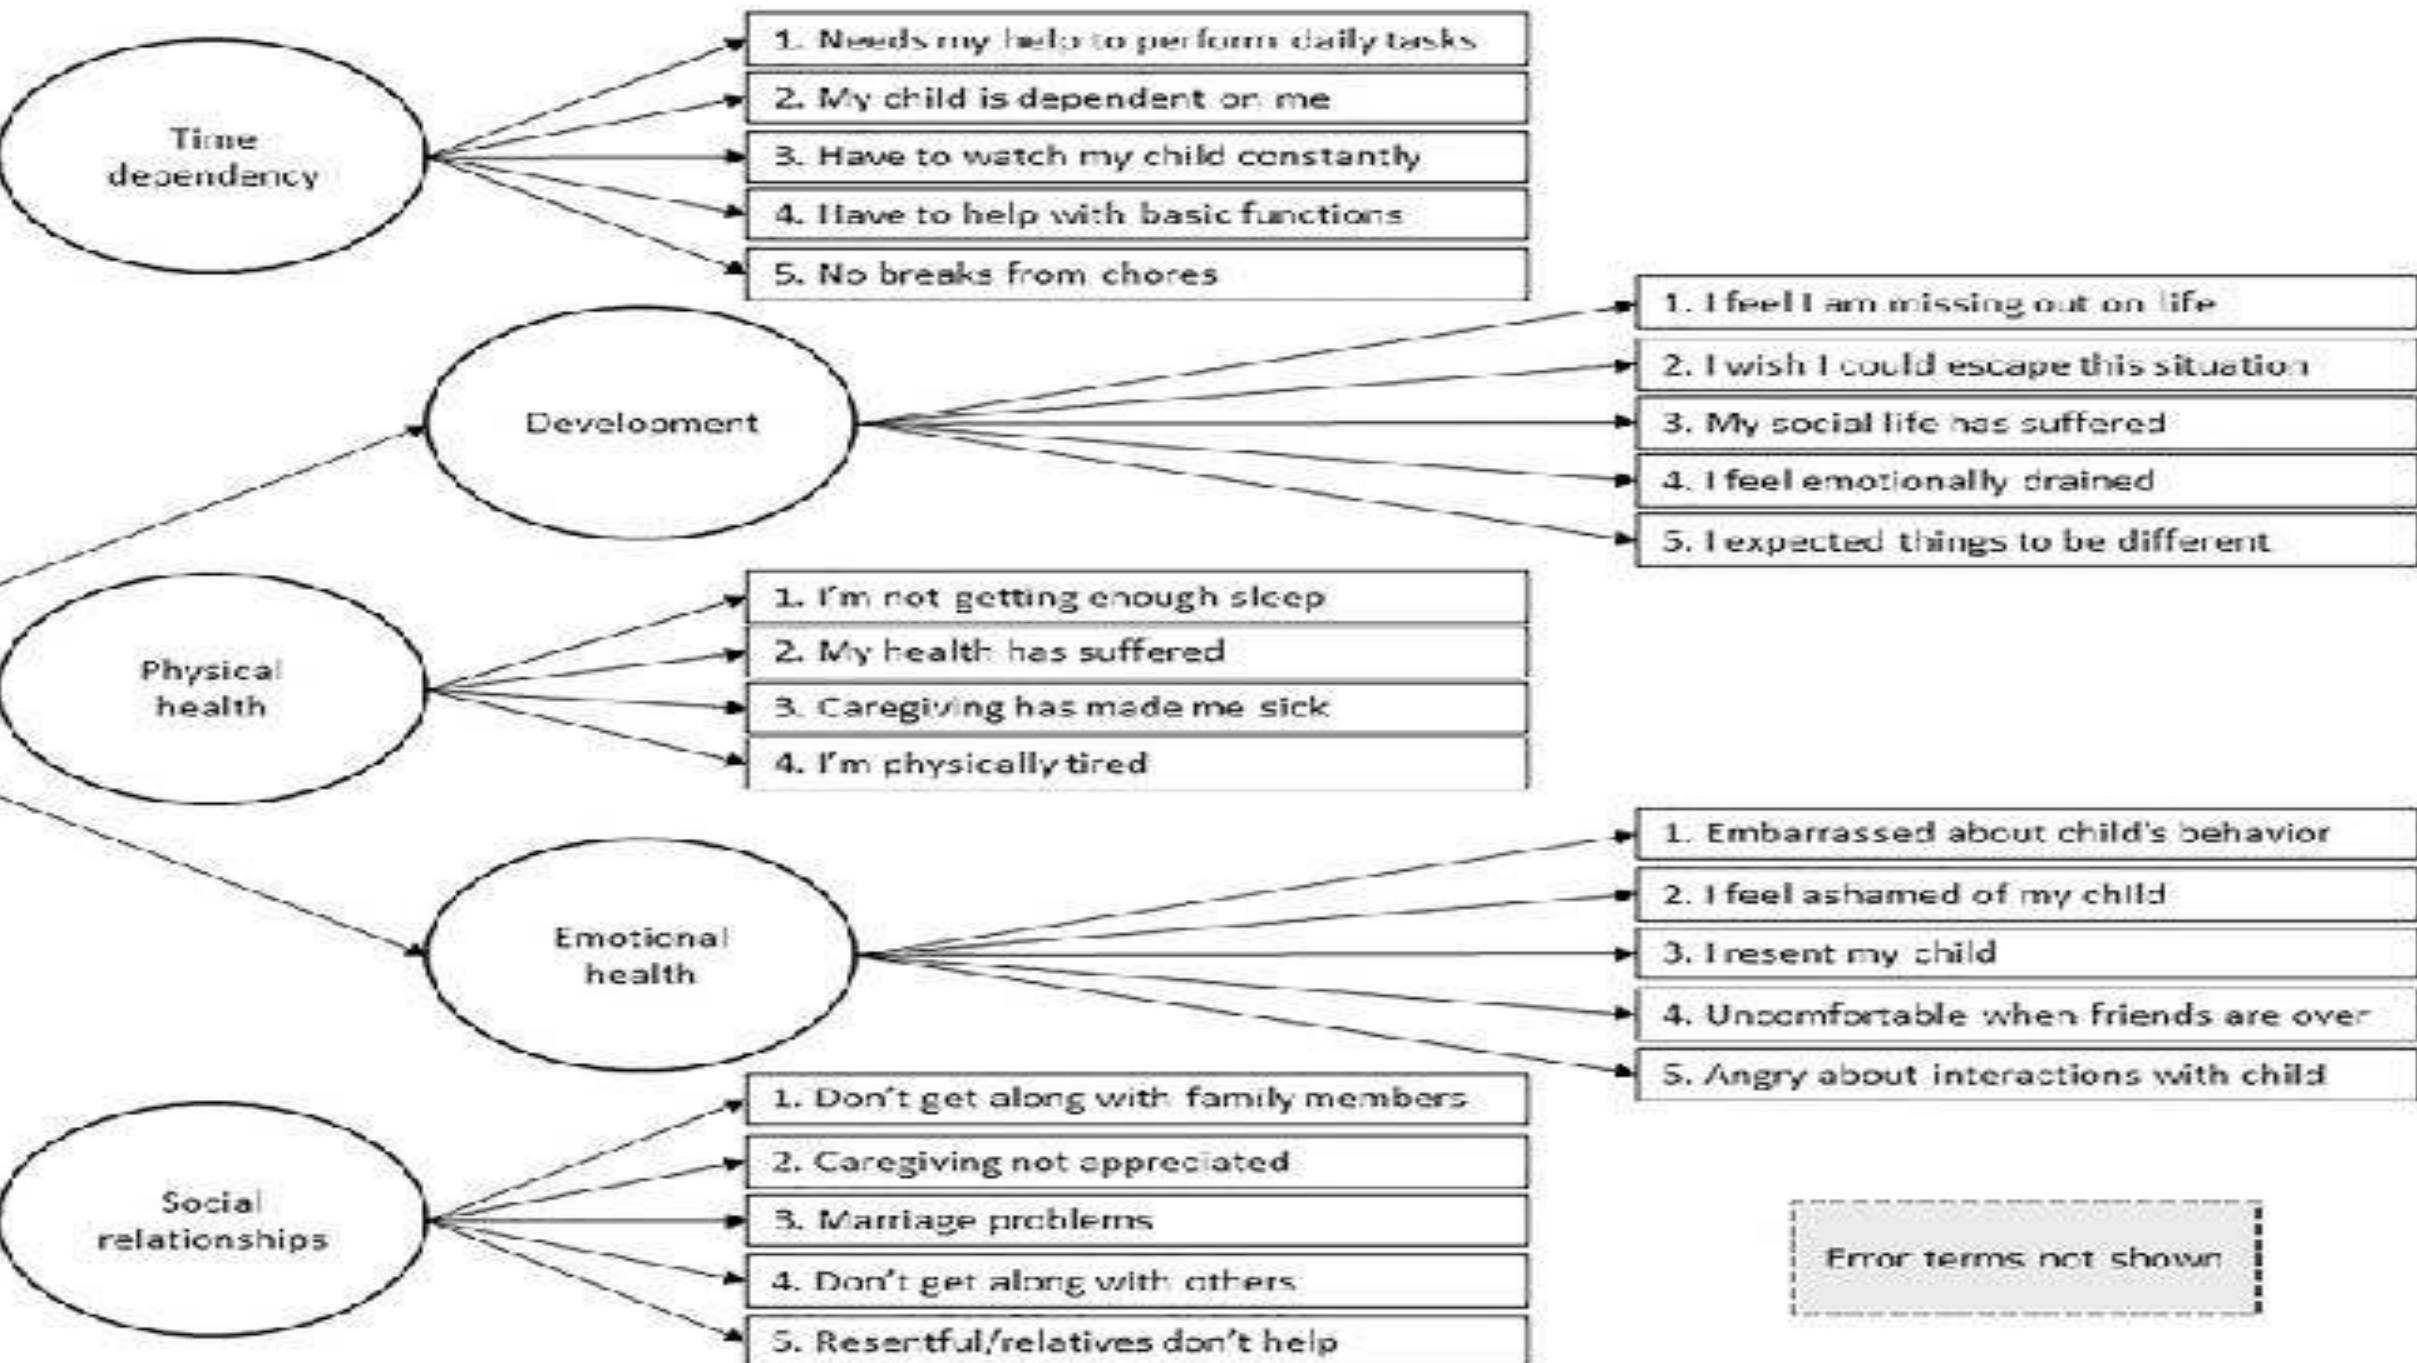 Time
dependency
1. Needs my help to perform daily tasks
2. My child is dependent on me
3. Have to watch my child constantly
4. Have to help with basic functions
5. No breaks from chores
Development
1. I feel I am missing out on life
2. I wish I could escape this situation
3. My social life has suffered
4. I feel emotionally drained
5. I expected things to be different
Physical
health
1. I'm not getting enough sleep
2. My health has suffered
3. Caregiving has made me sick
4. I'm physically tired
Emotional
health
1. Embarrassed about child's behavior
2. I feel ashamed of my child
3. I resent my child
4. Uncomfortable when friends are over
5. Angry about interactions with child
Social
relationships
1. Don't get along with family members
2. Caregiving not appreciated
3. Marriage problems
4. Don't get along with others
5. Resentful/relatives don't help
Error terms not shown